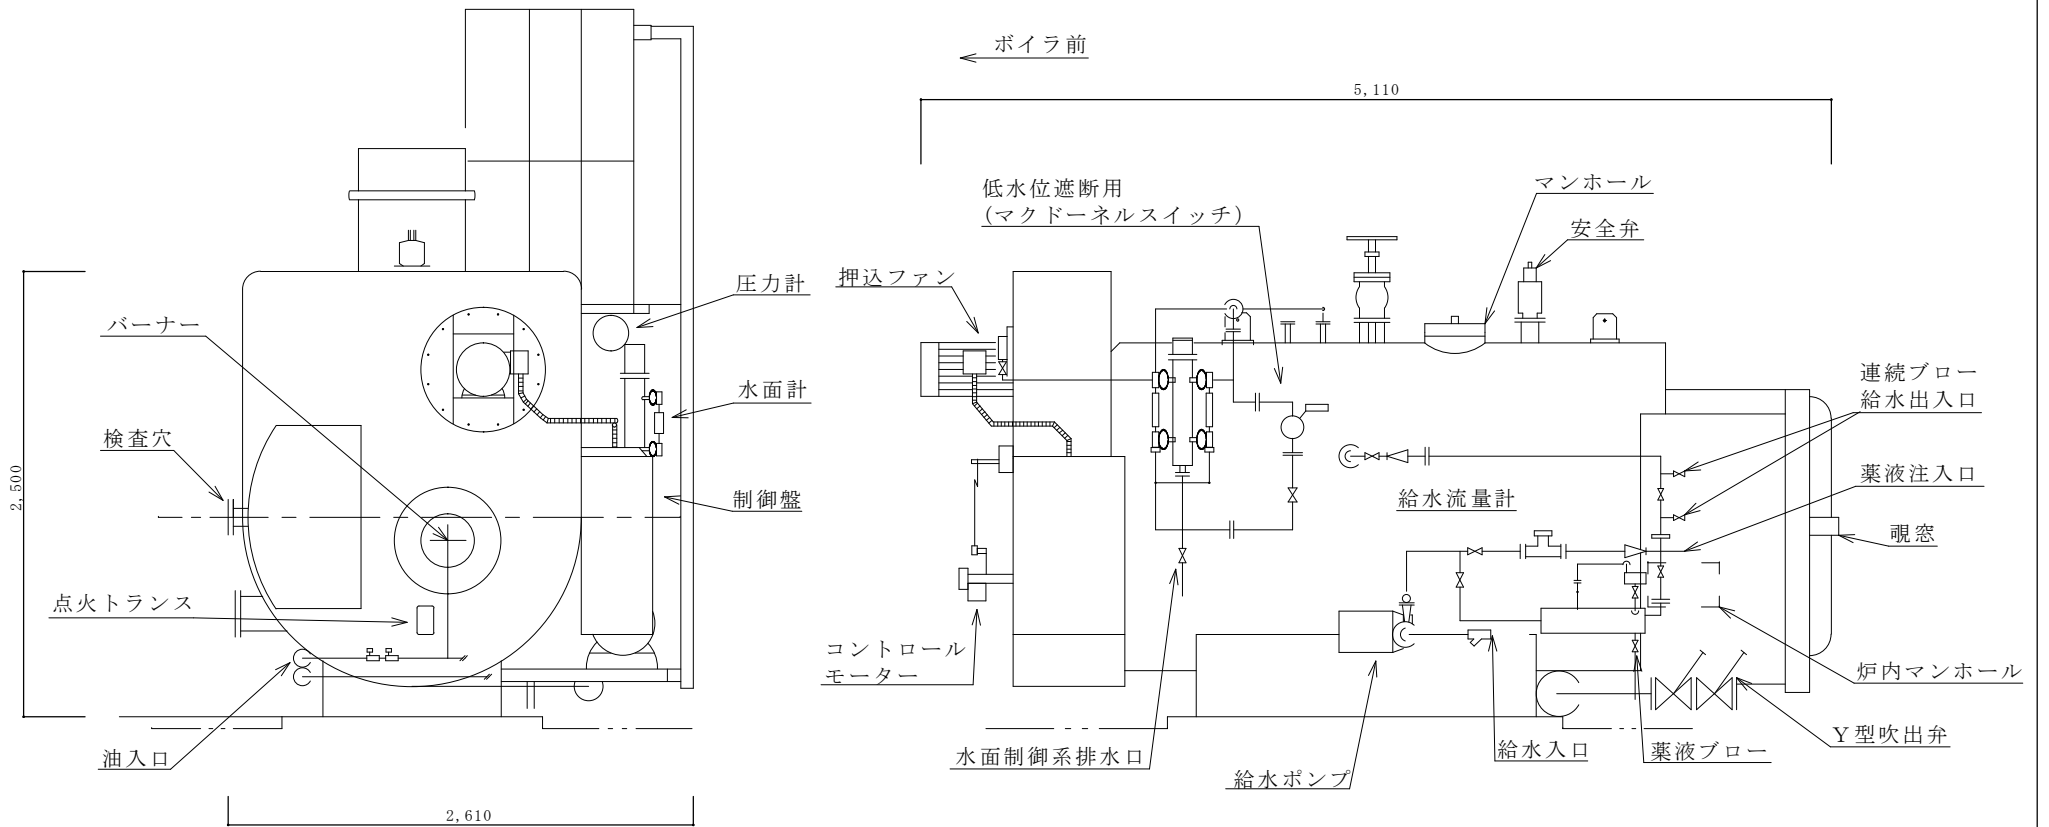 ボイラ前
5,110
低水位遮断用
(マクドーネルスイッチ)
マンホール
安全弁
押込ファン
圧力計
バーナー
水面計
連続ブロー
給水出入口
検査穴
薬液注入口
2,500
制御盤
給水流量計
覗窓
点火トランス
コントロール
モーター
炉内マンホール
Y型吹出弁
油入口
水面制御系排水口
給水ポンプ
給水入口
薬液ブロー
2,610